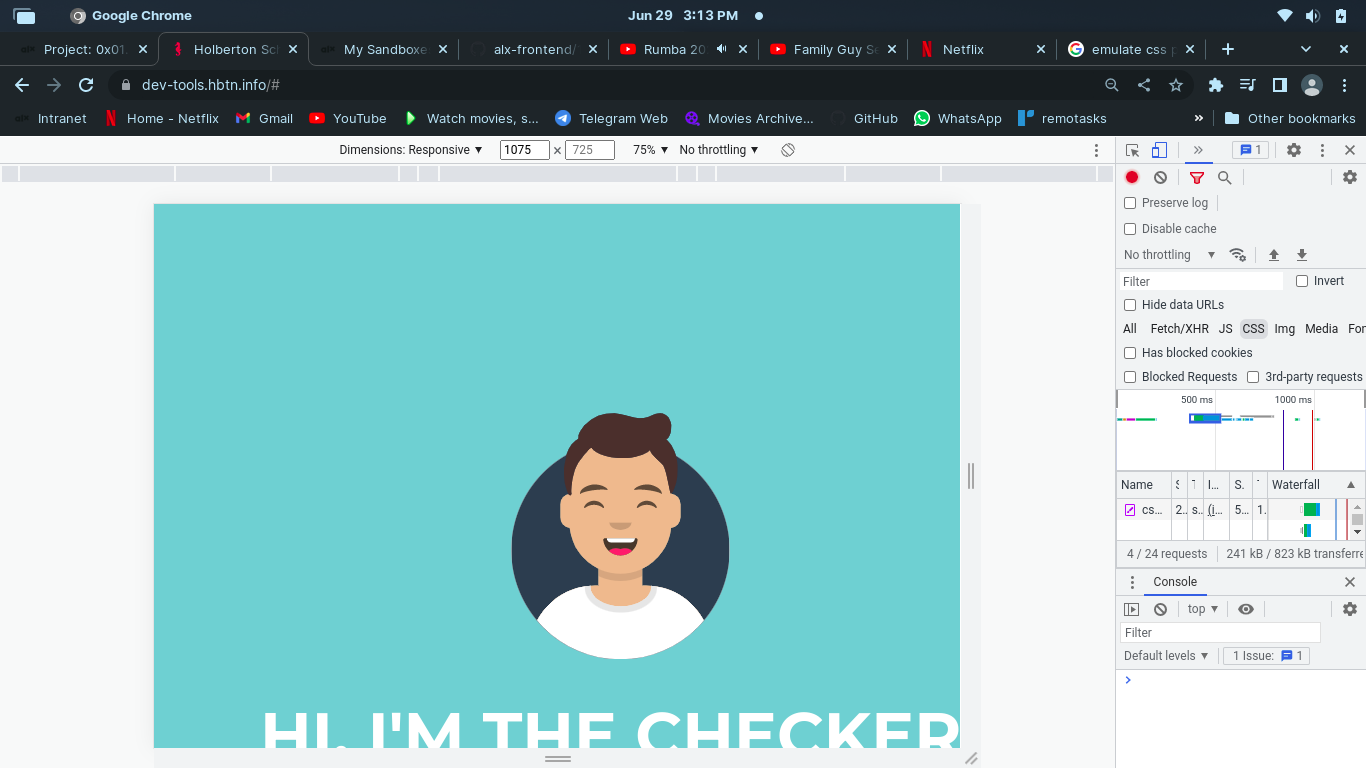 Google Chrome
Jun 29 3:13 PM
Project: 0x01
Holberton Sc
My Sandboxe
alx-frontend/
Rumba 20
Family Guy Se
Netflix
emulate css p
dev-tools.hbtn.info/#
Intranet
Home - Netflix
Gmail
YouTube
Watch movies, s...
Telegram Web
Movies Archive...
GitHub
WhatsApp
remotasks
»
Other bookmarks
Dimensions: Responsive
1075 × 725
75%
No throttling
» 1
Preserve log
Disable cache
No throttling
Filter
Invert
Hide data URLs
All Fetch/XHR JS CSS Img Media For
Has blocked cookies
Blocked Requests
3rd-party requests
500 ms 1000 ms
Name S T I... S. T Waterfall
cs... 2.. s... (i... 5... 1.
4 / 24 requests 241 kB / 823 kB transferre
Console
top
Filter
Default levels
1 Issue: 1
HI, I'M THE CHECKER